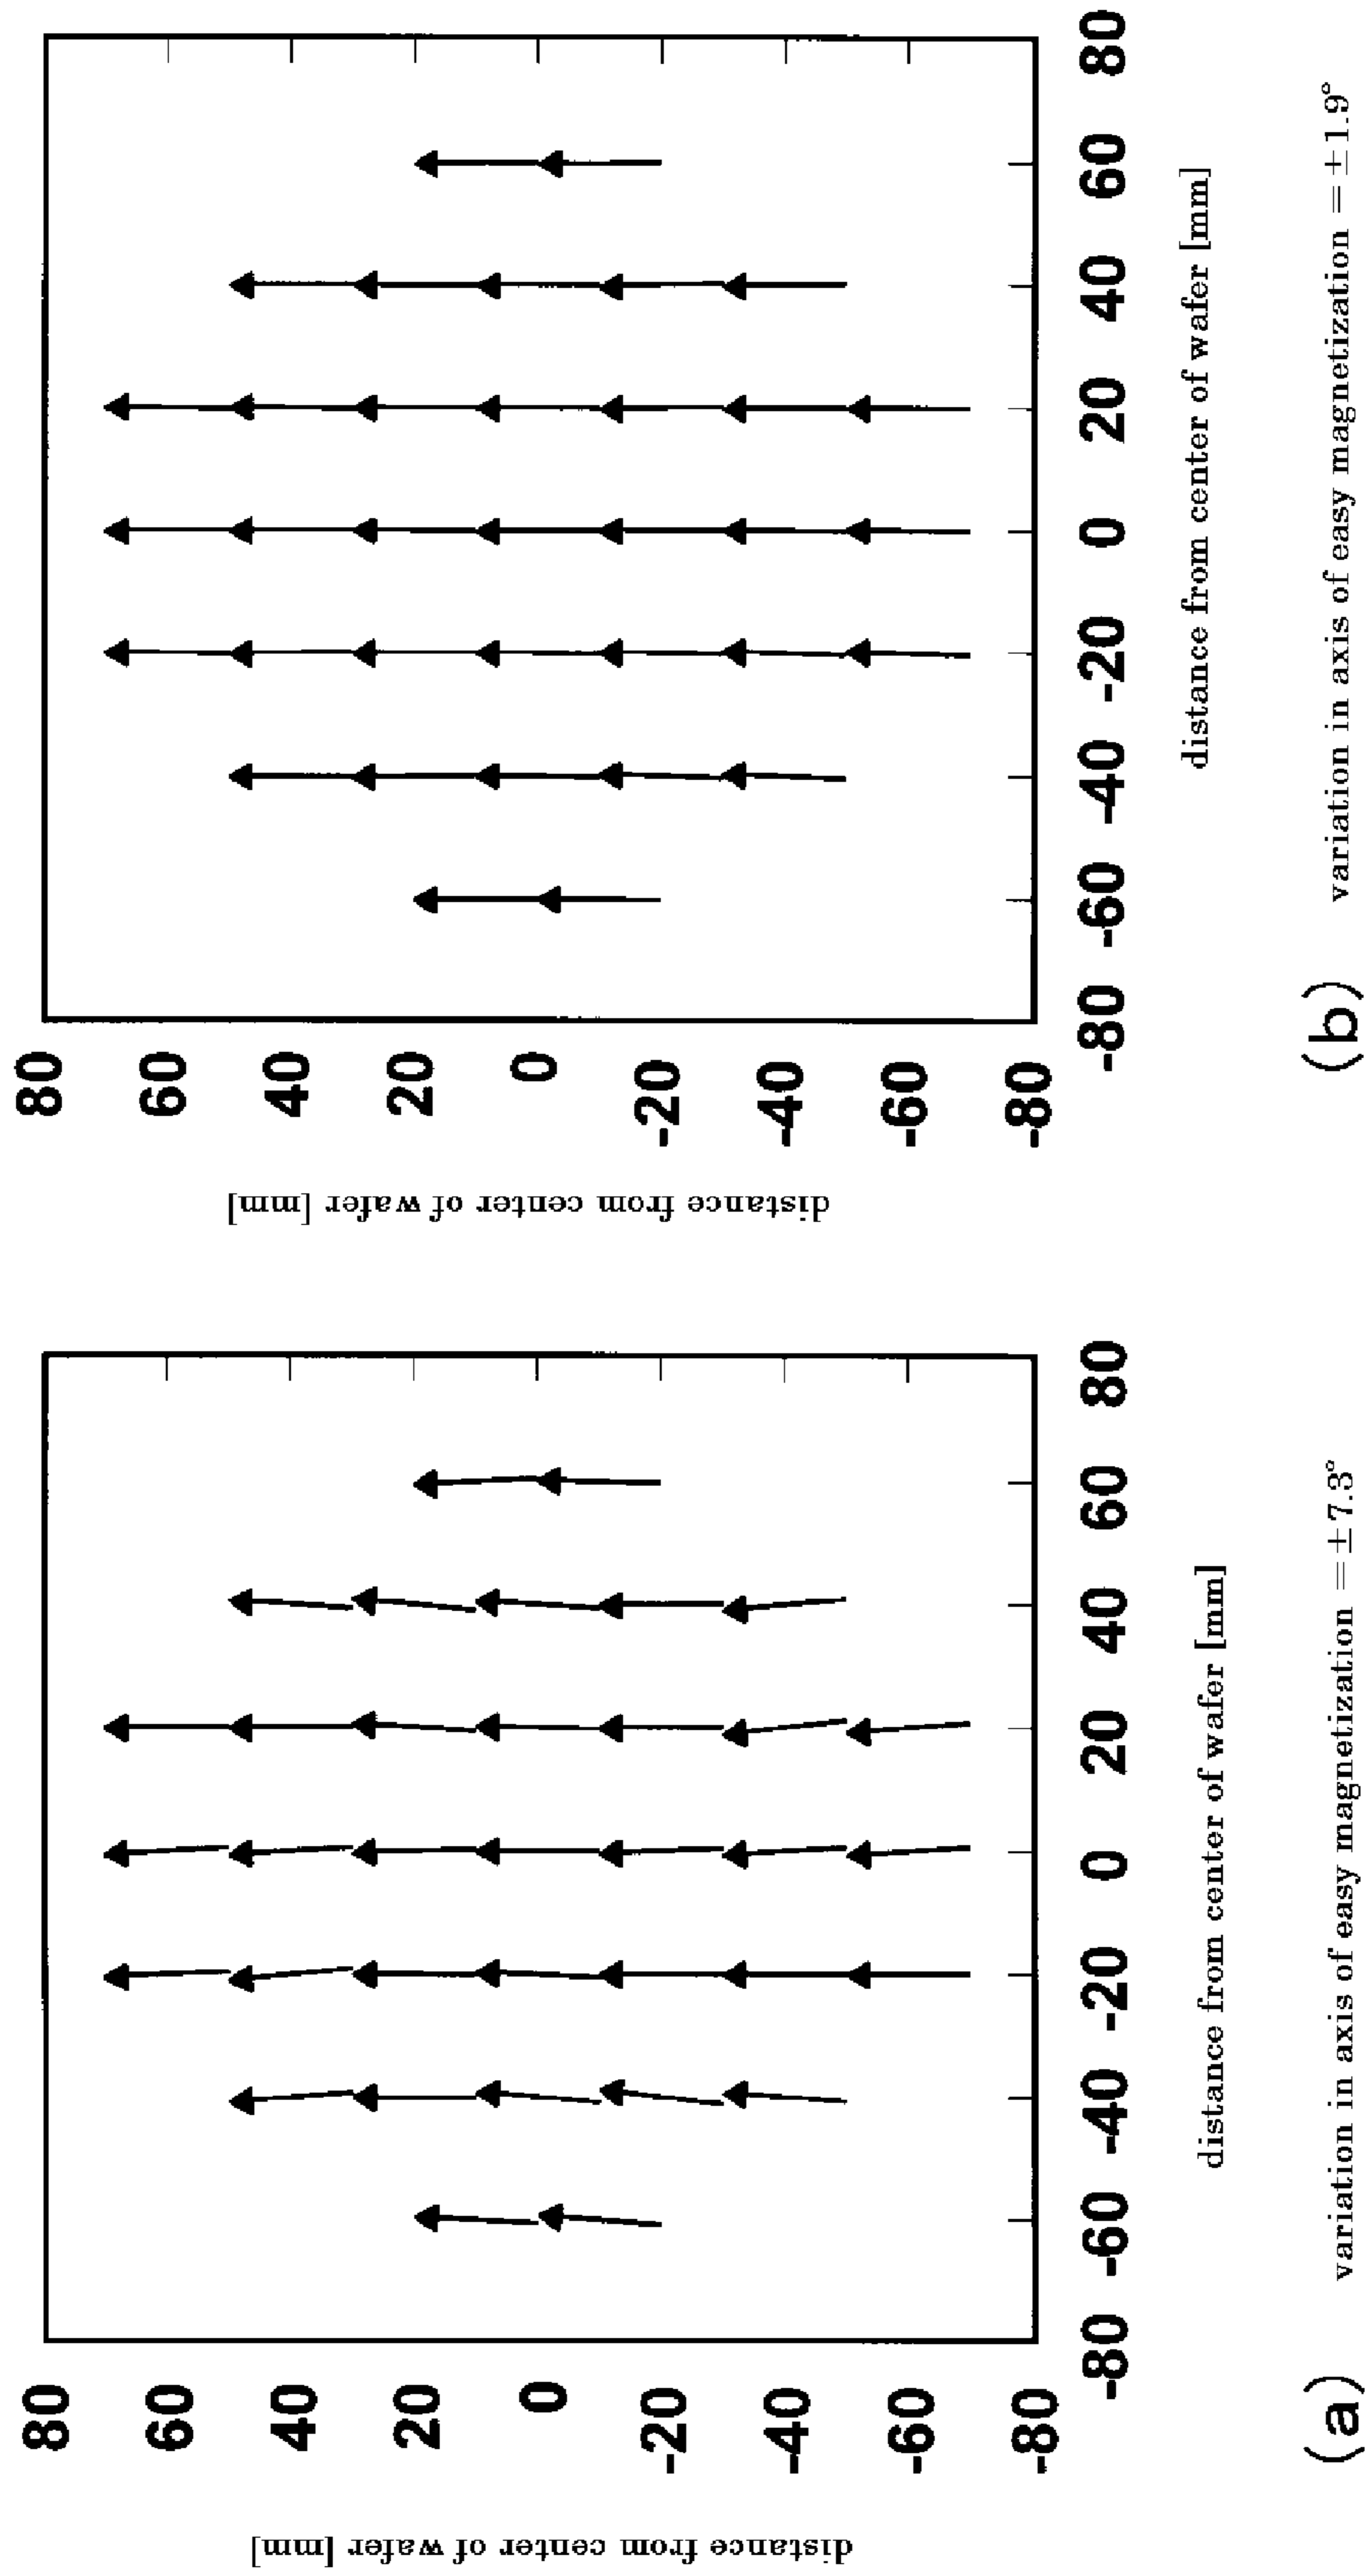 80
60
40
20
0
-20
-40
-60
-80
distance from center of wafer [mm]
-80 -60 -40 -20 0 20 40 60 80
distance from center of wafer [mm]
(a) variation in axis of easy magnetization =±7.3°
80
60
40
20
0
-20
-40
-60
-80
distance from center of wafer [mm]
-80 -60 -40 -20 0 20 40 60 80
distance from center of wafer [mm]
(b) variation in axis of easy magnetization =±1.9°